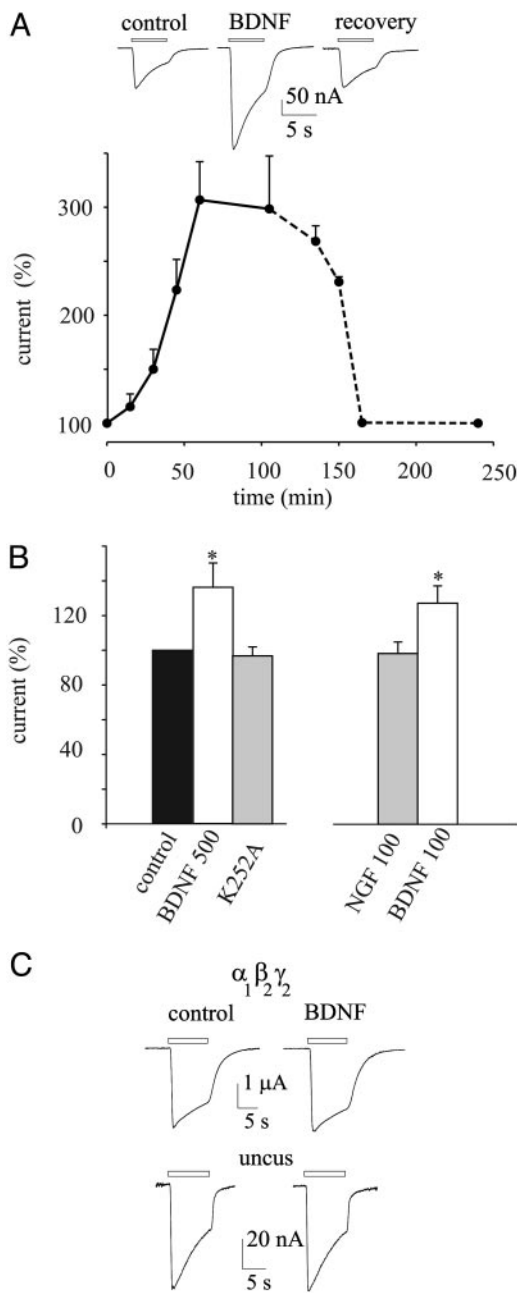 A
control BDNF recovery
50 nA
5 s
current (%)
300
200
100
0 50 100 150 200 250
time (min)
B
current (%)
120
80
40
0
control
BDNF 500
K252A
NGF 100
BDNF 100
*
*
C
α1β2γ2
control BDNF
1 μA
5 s
uncus
20 nA
5 s